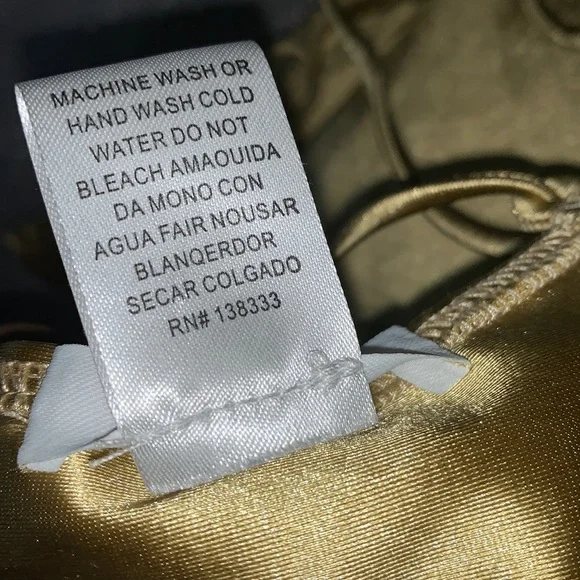 MACHINE WASH OR
HAND WASH COLD
WATER DO NOT
BLEACH AMAOUIDA
DA MONO CON
AGUA FAIR NOUSAR
BLANQERDOR
SECAR COLGADO
RN# 138333